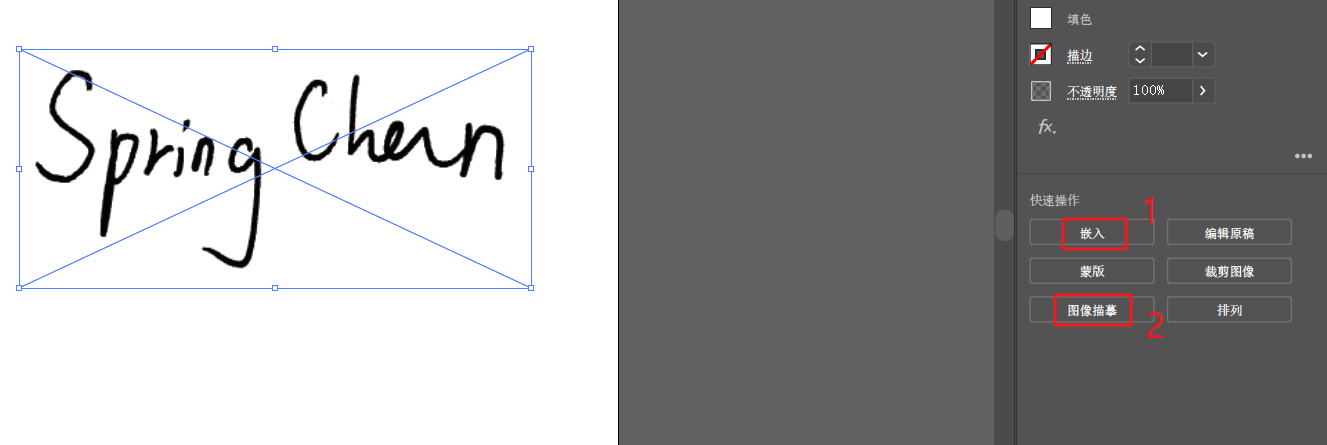 Spring Chern
填色
描边
不透明度 100%
fx.
快速操作
1
嵌入 编辑原稿
蒙版 裁剪图像
图像描摹 排列
2